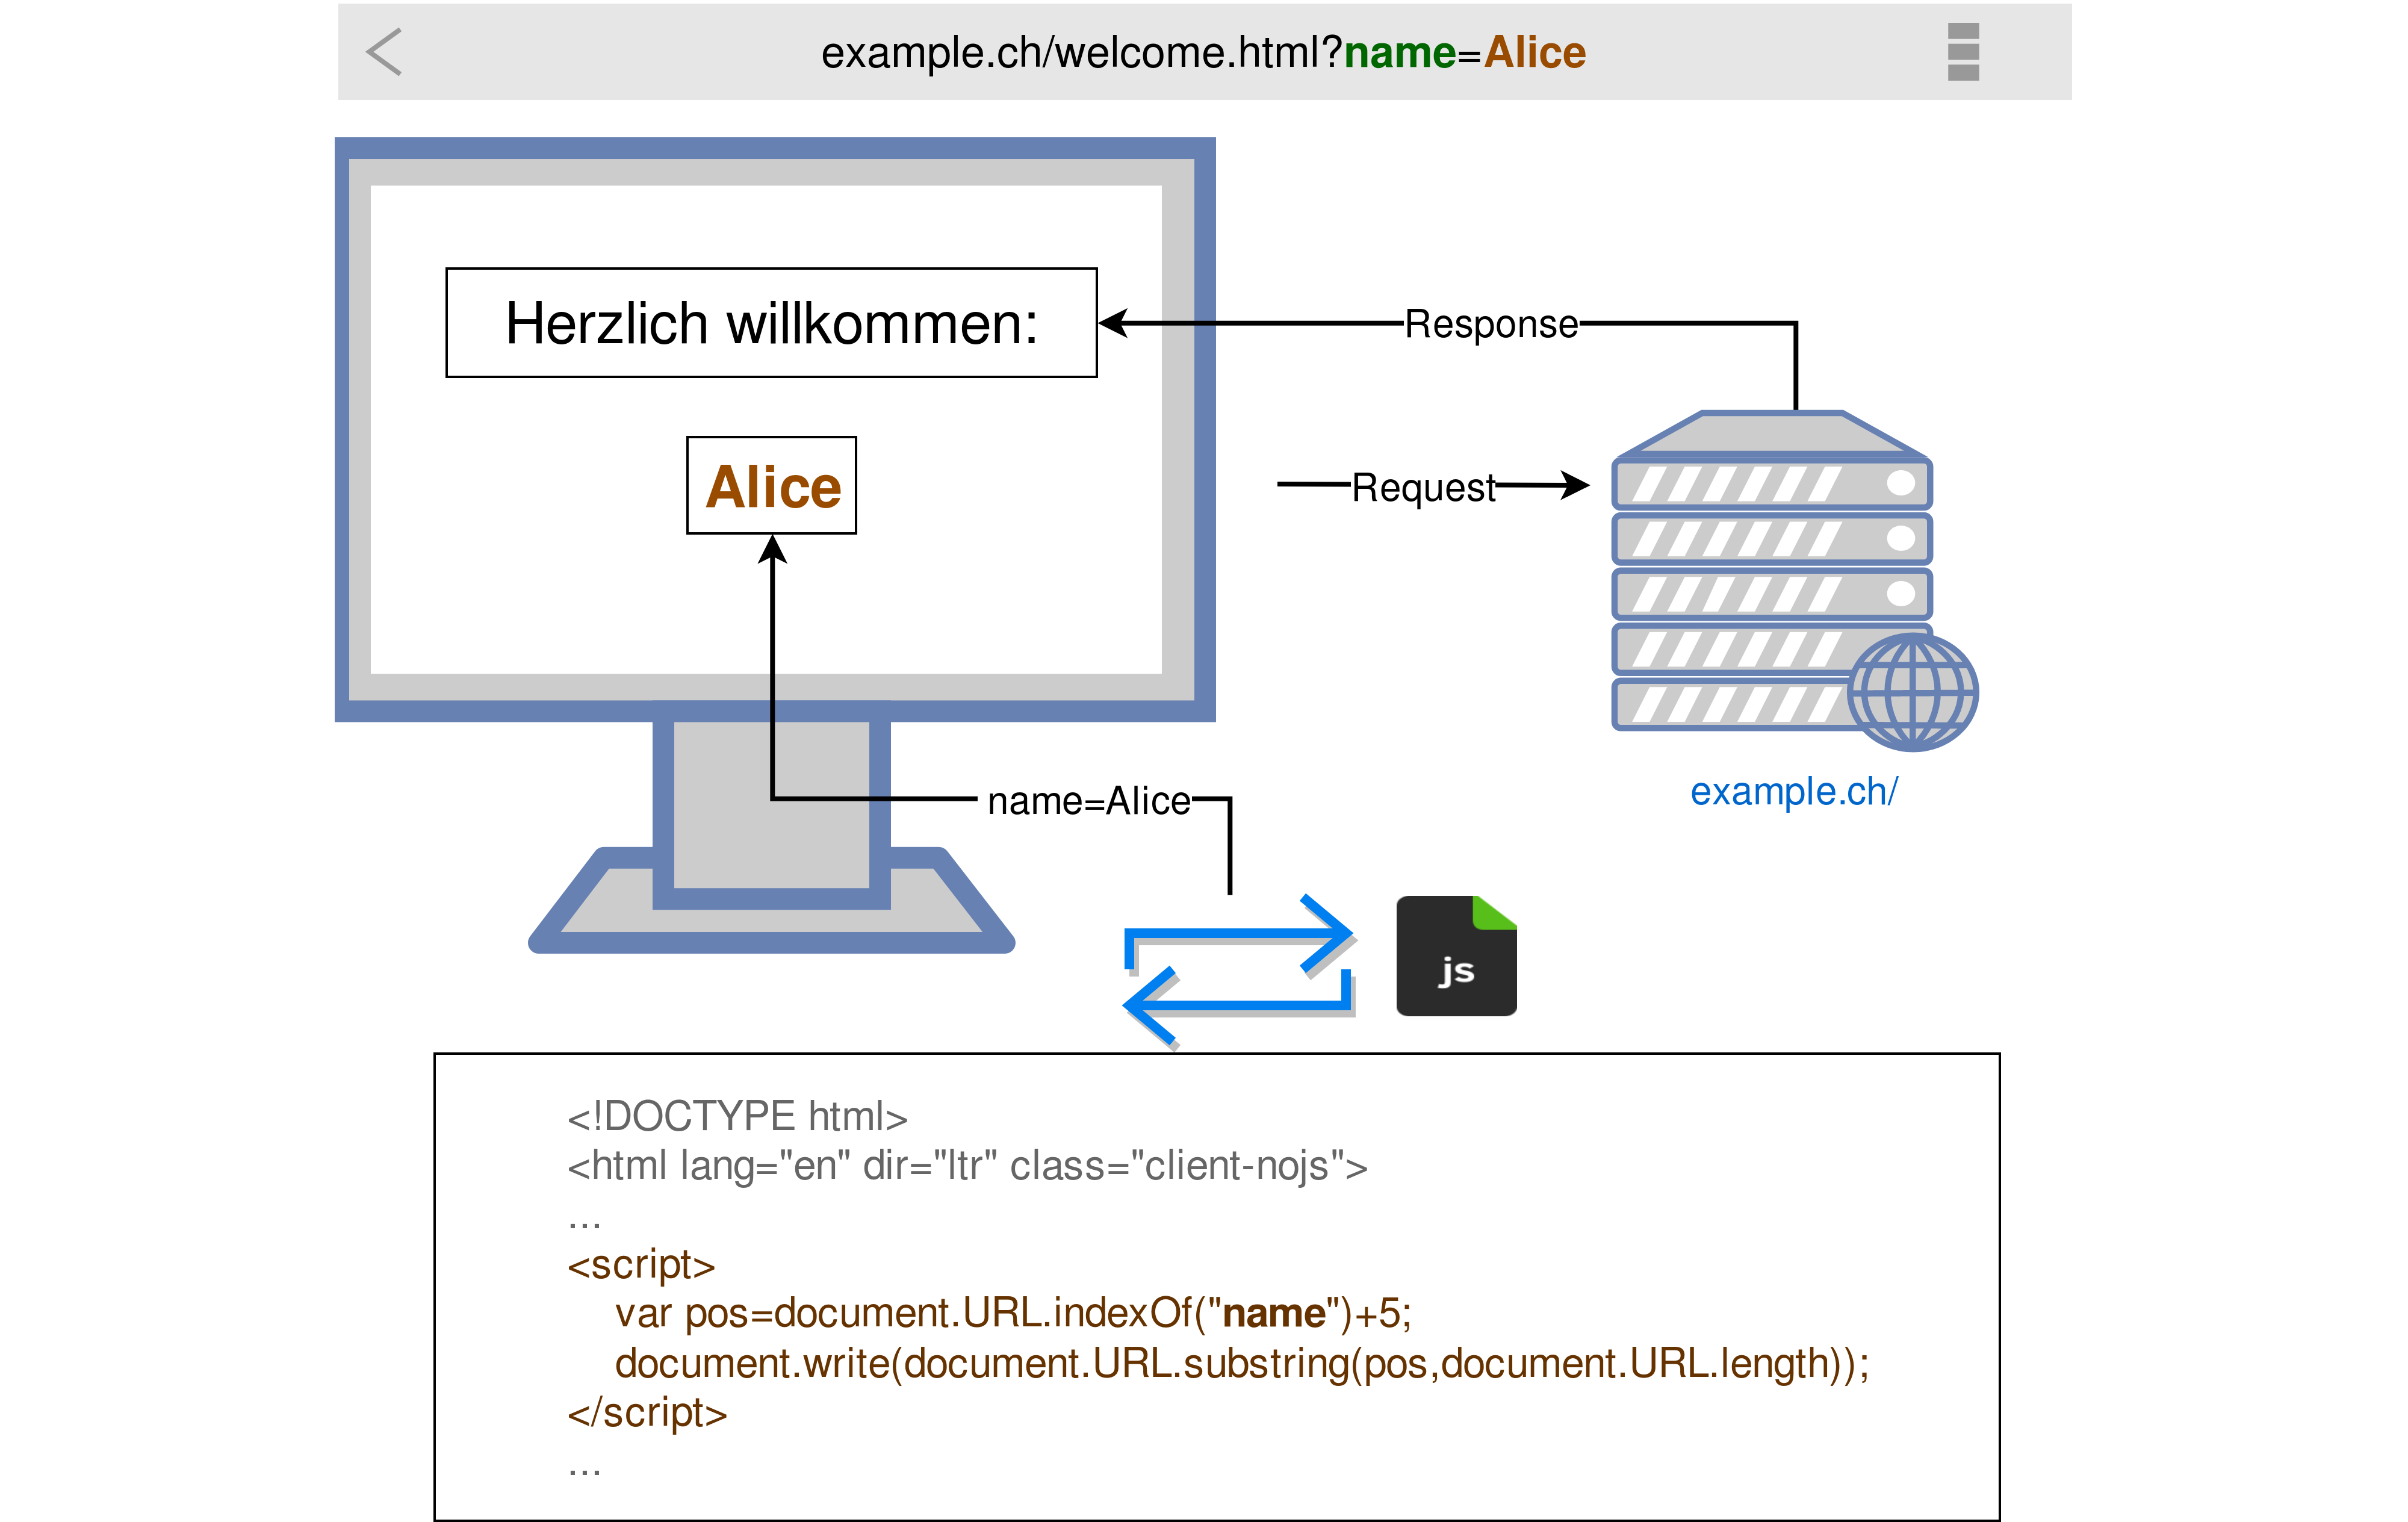 example.ch/welcome.html?name=Alice
Herzlich willkommen:
Response
Alice
Request
name=Alice
example.ch/
js
<!DOCTYPE html>
<html lang="en" dir="ltr" class="client-nojs">
...
<script>
var pos=document.URL.indexOf("name")+5;
document.write(document.URL.substring(pos,document.URL.length));
</script>
...